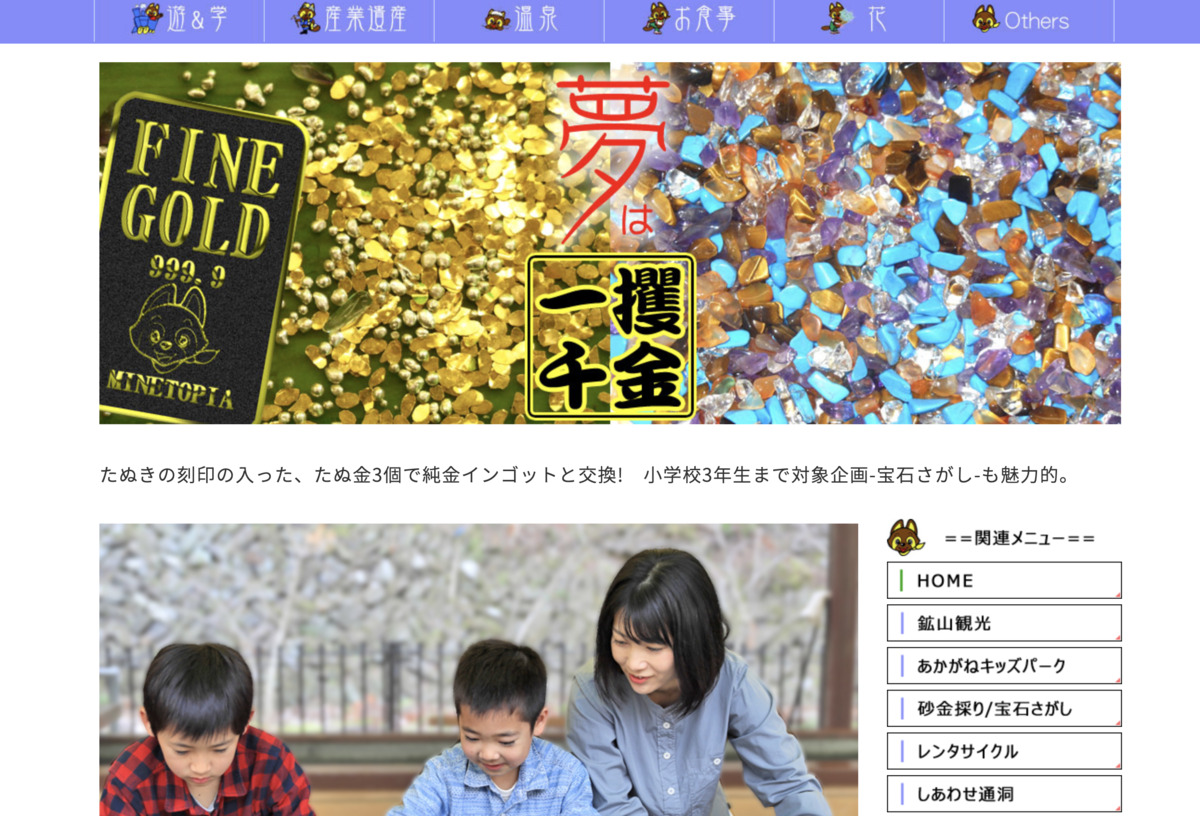 遊&学
産業遺産
温泉
お食事
花
Others
FINE
GOLD
999.9
MINETOPIA
夢は
一攫
千金
たぬきの刻印の入った、たぬ金3個で純金インゴットと交換!　小学校3年生まで対象企画-宝石さがし-も魅力的。
==関連メニュー==
HOME
鉱山観光
あかがねキッズパーク
砂金採り/宝石さがし
レンタサイクル
しあわせ通洞